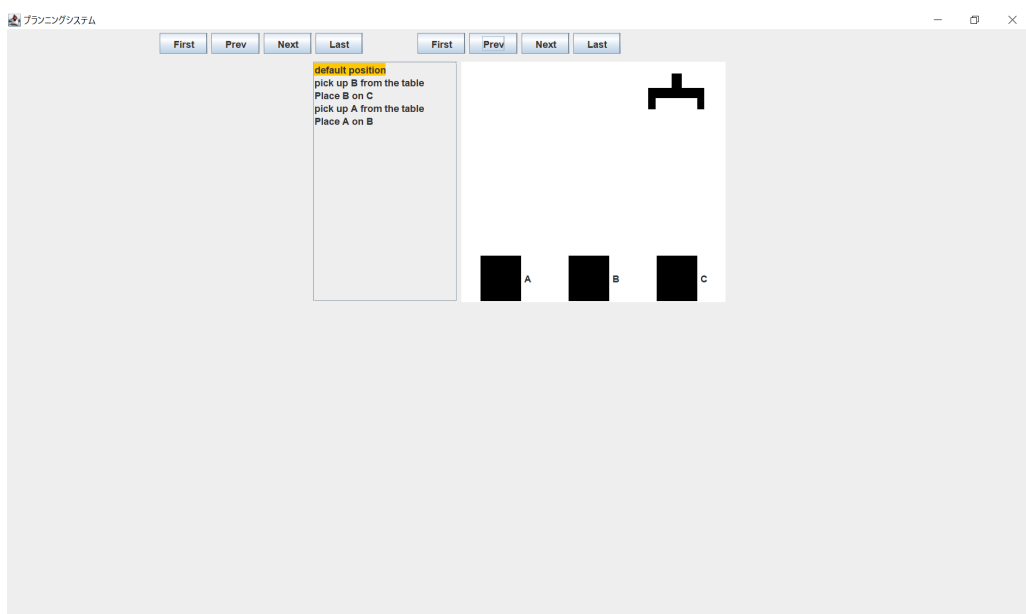 プランニングシステム
First Prev Next Last First Prev Next Last
default position
pick up B from the table
Place B on C
pick up A from the table
Place A on B
A B C